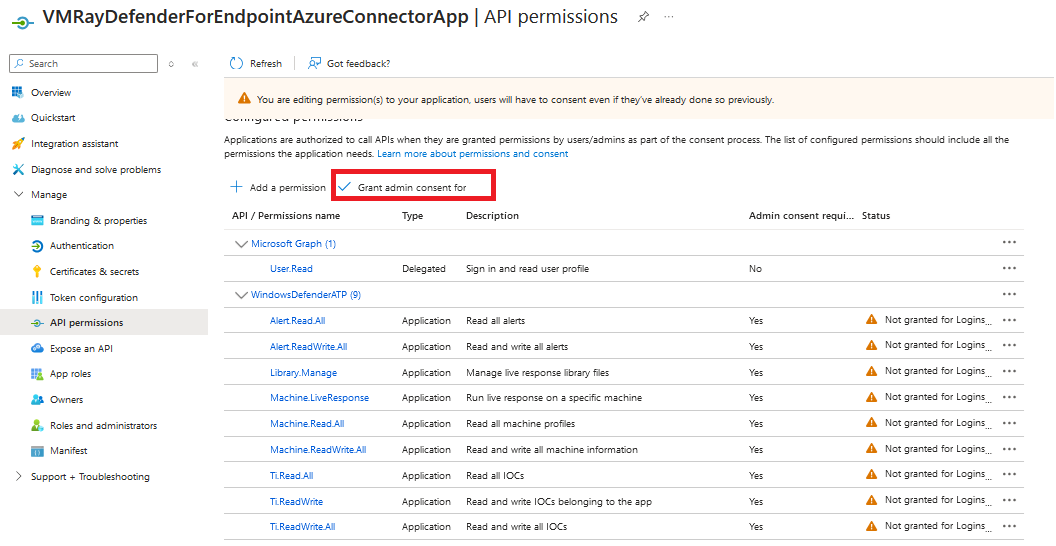 VMRayDefenderForEndpointAzureConnectorApp | API permissions
Search
Refresh
Got feedback?
Overview
Quickstart
Integration assistant
Diagnose and solve problems
Manage
Branding & properties
Authentication
Certificates & secrets
Token configuration
API permissions
Expose an API
App roles
Owners
Roles and administrators
Manifest
Support + Troubleshooting
You are editing permission(s) to your application, users will have to consent even if they've already done so previously.
Configured permissions
Applications are authorized to call APIs when they are granted permissions by users/admins as part of the consent process. The list of configured permissions should include all the
permissions the application needs. Learn more about permissions and consent
Add a permission Grant admin consent for
API / Permissions name Type Description Admin consent requi... Status
Microsoft Graph (1)
User.Read Delegated Sign in and read user profile No
WindowsDefenderATP (9)
Alert.Read.All Application Read all alerts Yes Not granted for Logins...
Alert.ReadWrite.All Application Read and write all alerts Yes Not granted for Logins...
Library.Manage Application Manage live response library files Yes Not granted for Logins...
Machine.LiveResponse Application Run live response on a specific machine Yes Not granted for Logins...
Machine.Read.All Application Read all machine profiles Yes Not granted for Logins...
Machine.ReadWrite.All Application Read and write all machine information Yes Not granted for Logins...
Ti.Read.All Application Read all IOCs Yes Not granted for Logins...
Ti.ReadWrite Application Read and write IOCs belonging to the app Yes Not granted for Logins...
Ti.ReadWrite.All Application Read and write all IOCs Yes Not granted for Logins...